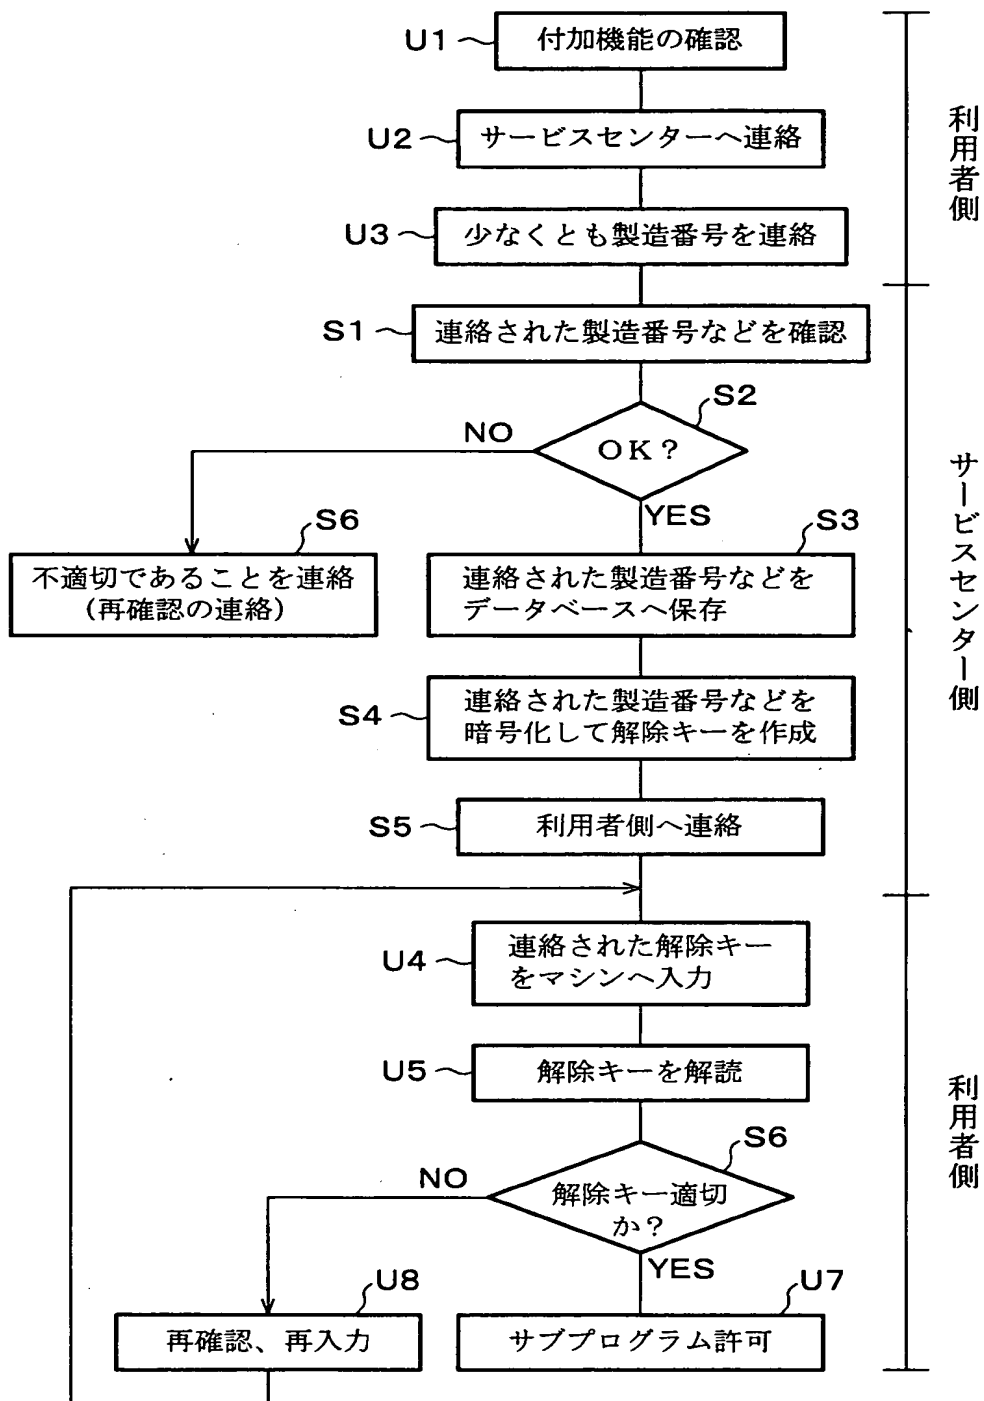 U1
付加機能の確認
U2
サービスセンターへ連絡
U3
少なくとも製造番号を連絡
利用者側
S1
連絡された製造番号などを確認
S2
OK?
NO
YES
S6
不適切であることを連絡
(再確認の連絡)
S3
連絡された製造番号などを
データベースへ保存
S4
連絡された製造番号などを
暗号化して解除キーを作成
S5
利用者側へ連絡
サービスセンター側
U4
連絡された解除キー
をマシンへ入力
U5
解除キーを解読
S6
解除キー適切
か?
NO
YES
U8
再確認、再入力
U7
サブプログラム許可
利用者側